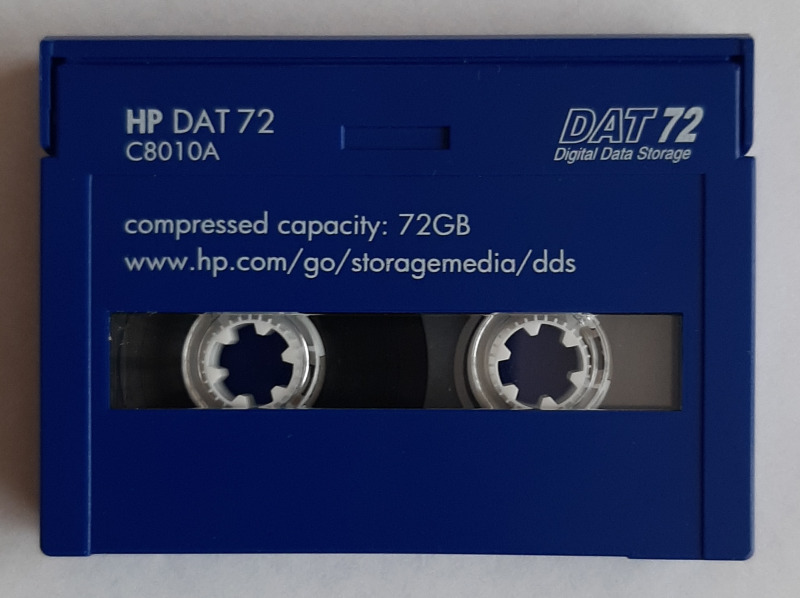 HP DAT 72
C8010A
DAT 72
Digital Data Storage
compressed capacity: 72GB
www.hp.com/go/storagemedia/dds